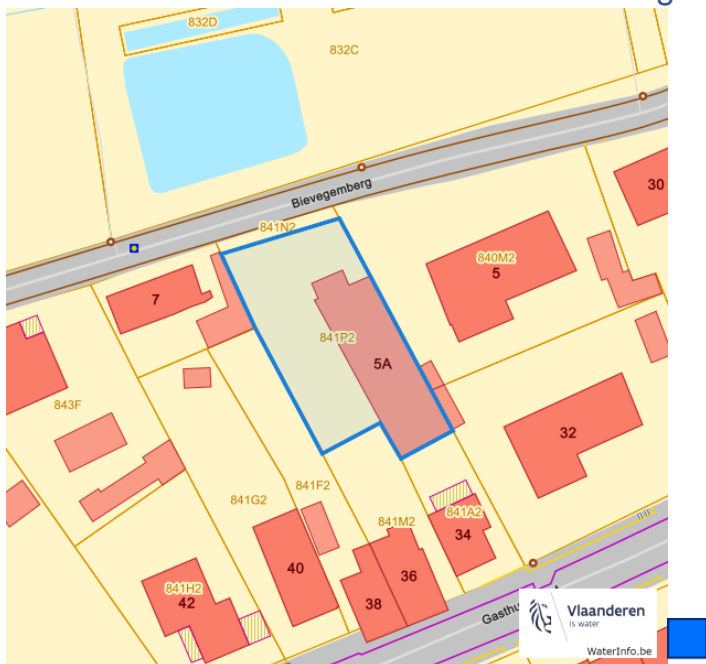 832D
832C
Bievegemberg
841N2
30
840M2
5
7
841P2
5A
843F
32
841G2
841F2
841M2
841A2
34
40
36
38
841H2
42
Vlaanderen
is water
WaterInfo.be